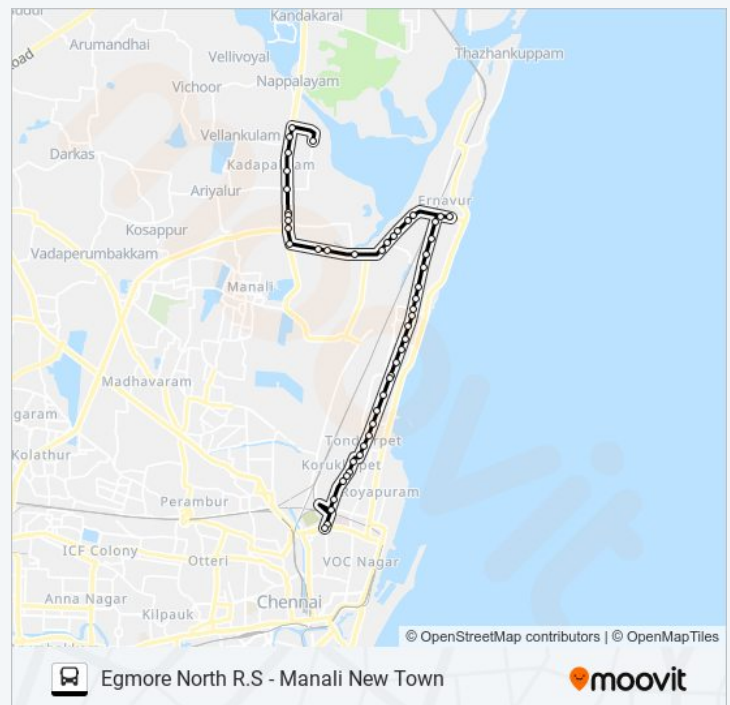 Kandakarai
Arumandhai
Vellivoyal
Thazhankuppam
oad
Nappalayam
Vichoor
Vellankulam
Darkas
Kadapakkam
Ariyalur
Ernavur
Kosappur
Vadaperumbakkam
Manali
Madhavaram
garam
Tondiarpet
Kolathur
Korukkupet
Royapuram
Perambur
ICF Colony
Otteri
VOC Nagar
Anna Nagar
Kilpauk
Chennai
© OpenStreetMap contributors | © OpenMapTiles
Egmore North R.S - Manali New Town
moovit